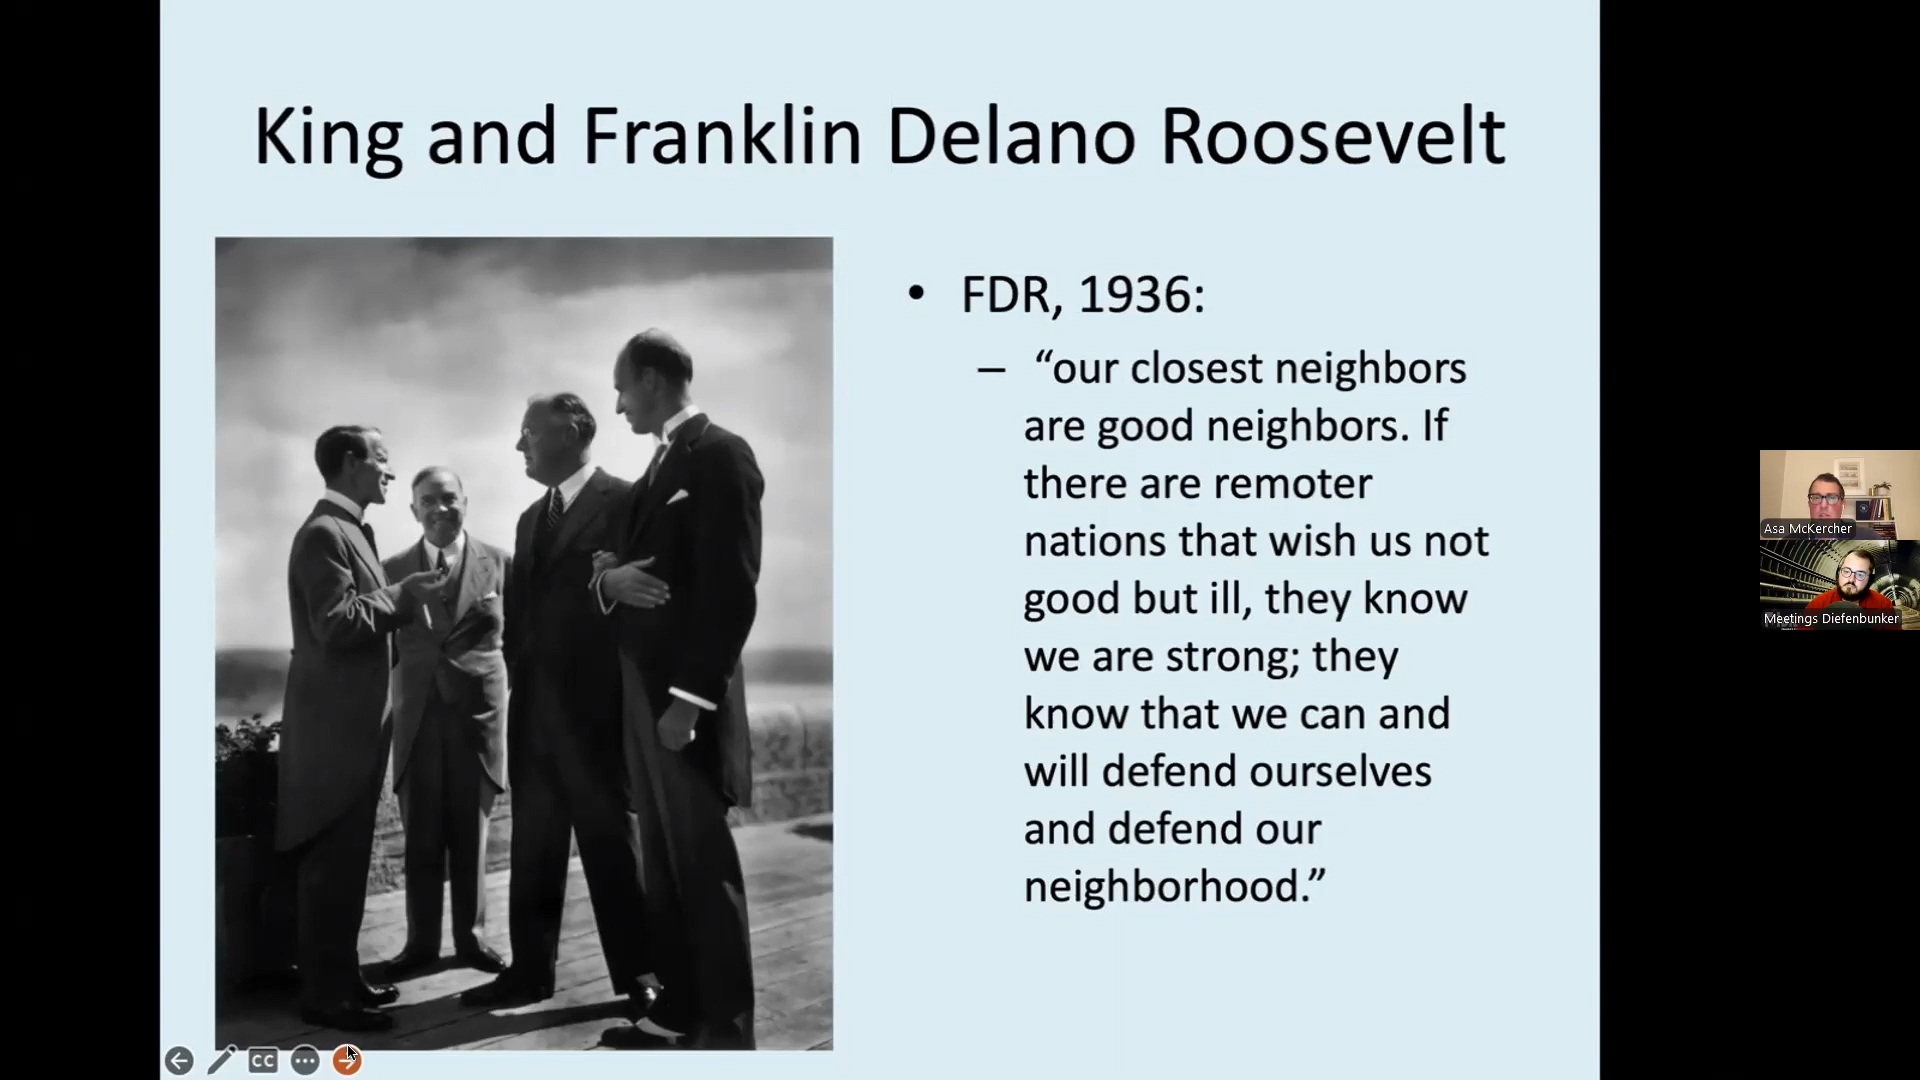 King and Franklin Delano Roosevelt
• FDR, 1936:
– “our closest neighbors
are good neighbors. If
there are remoter
nations that wish us not
good but ill, they know
we are strong; they
know that we can and
will defend ourselves
and defend our
neighborhood.”
Asa McKercher
Meetings Diefenbunker
CC